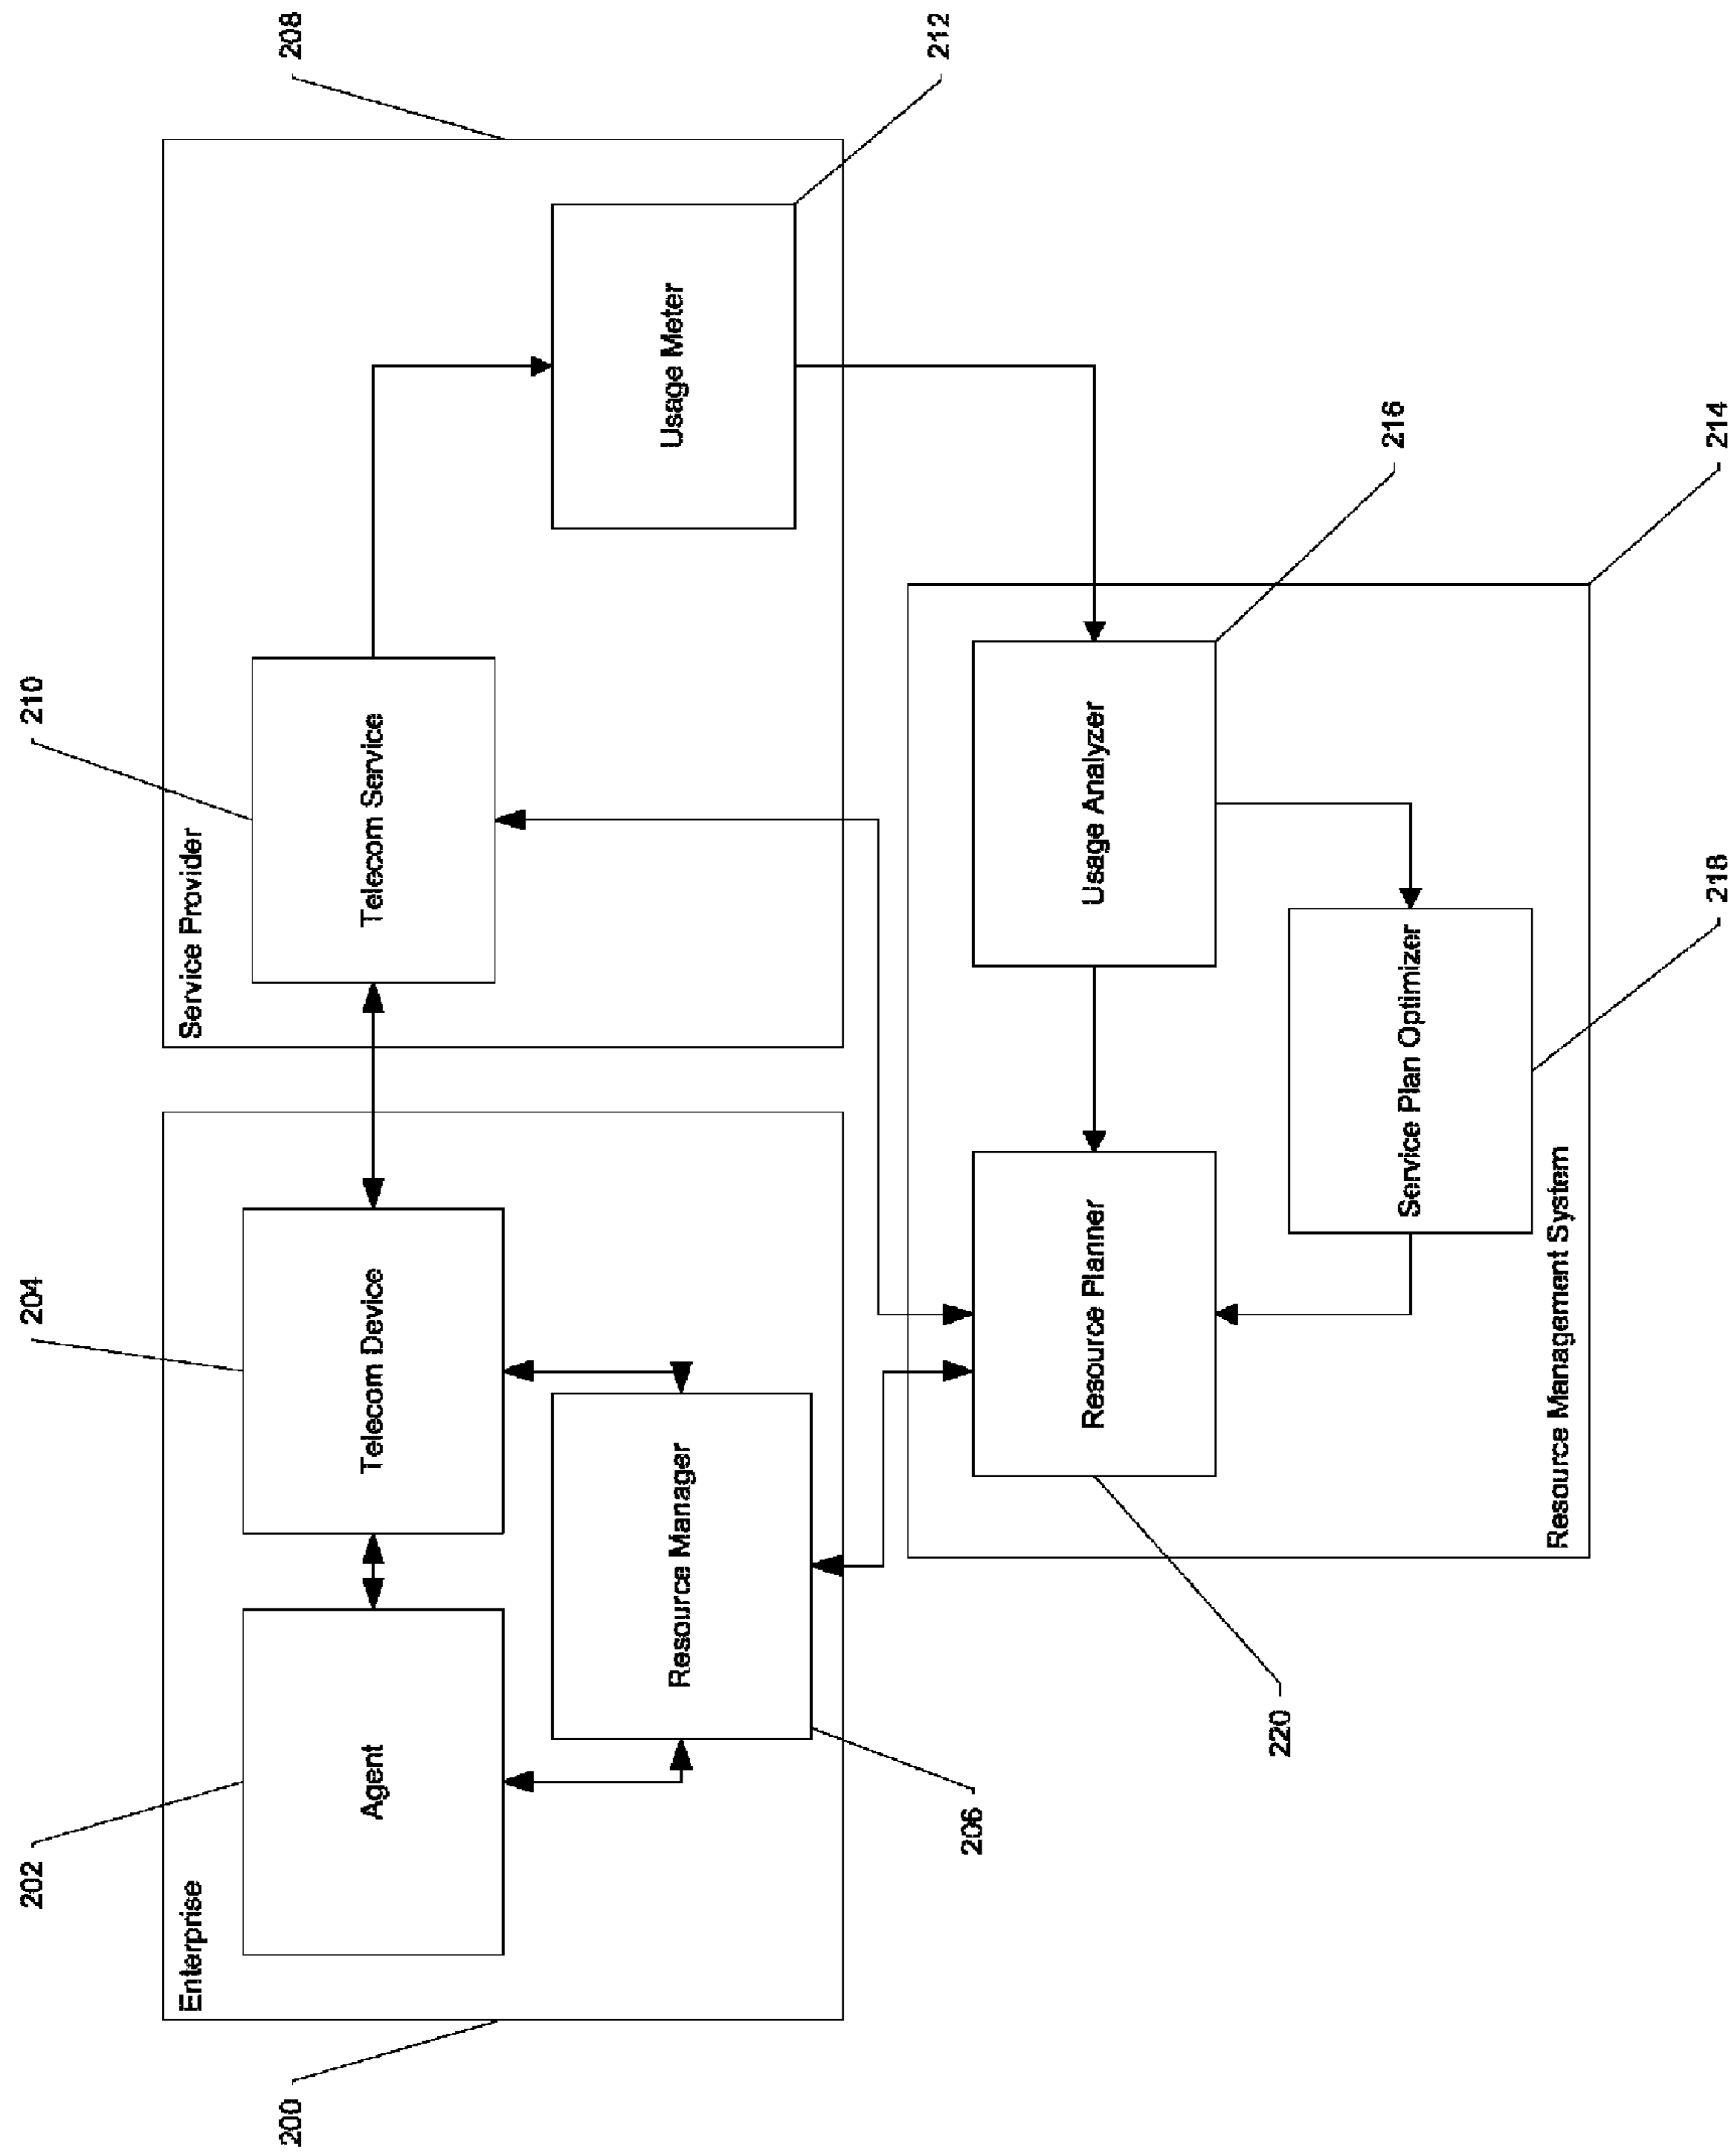 208
212
210
Service Provider
Telecom Service
Usage Meter
216
214
204
Usage Analyzer
218
Service Plan Optimizer
Telecom Device
Resource Planner
Resource Management System
202
Enterprise
Agent
Resource Manager
206
220
200